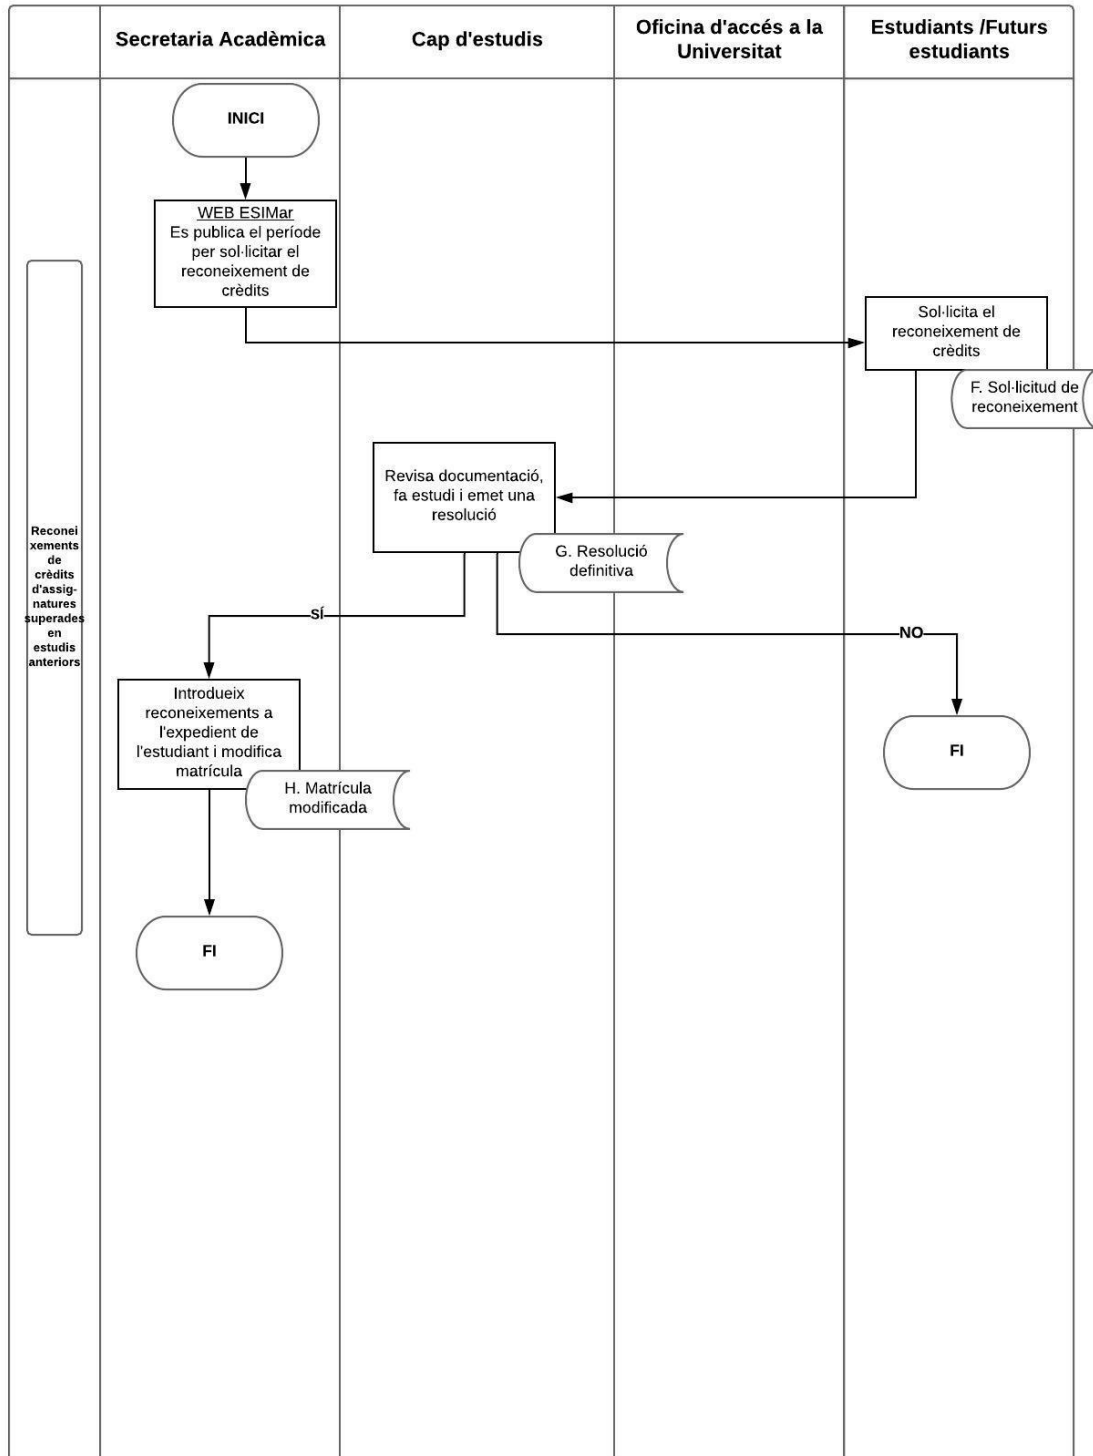 Secretaria Acadèmica
Cap d'estudis
Oficina d'accés a la
Universitat
Estudiants /Futurs
estudiants
INICI
WEB ESIMar
Es publica el període
per sol·licitar el
reconeixement de
crèdits
Sol·licita el
reconeixement de
crèdits
F. Sol·licitud de
reconeixement
Revisa documentació,
fa estudi i emet una
resolució
G. Resolució
definitiva
Reconei
xements
de
crèdits
d'assig-
natures
superades
en
estudis
anteriors
SÍ
NO
Introdueix
reconeixements a
l'expedient de
l'estudiant i modifica
matrícula
H. Matrícula
modificada
FI
FI